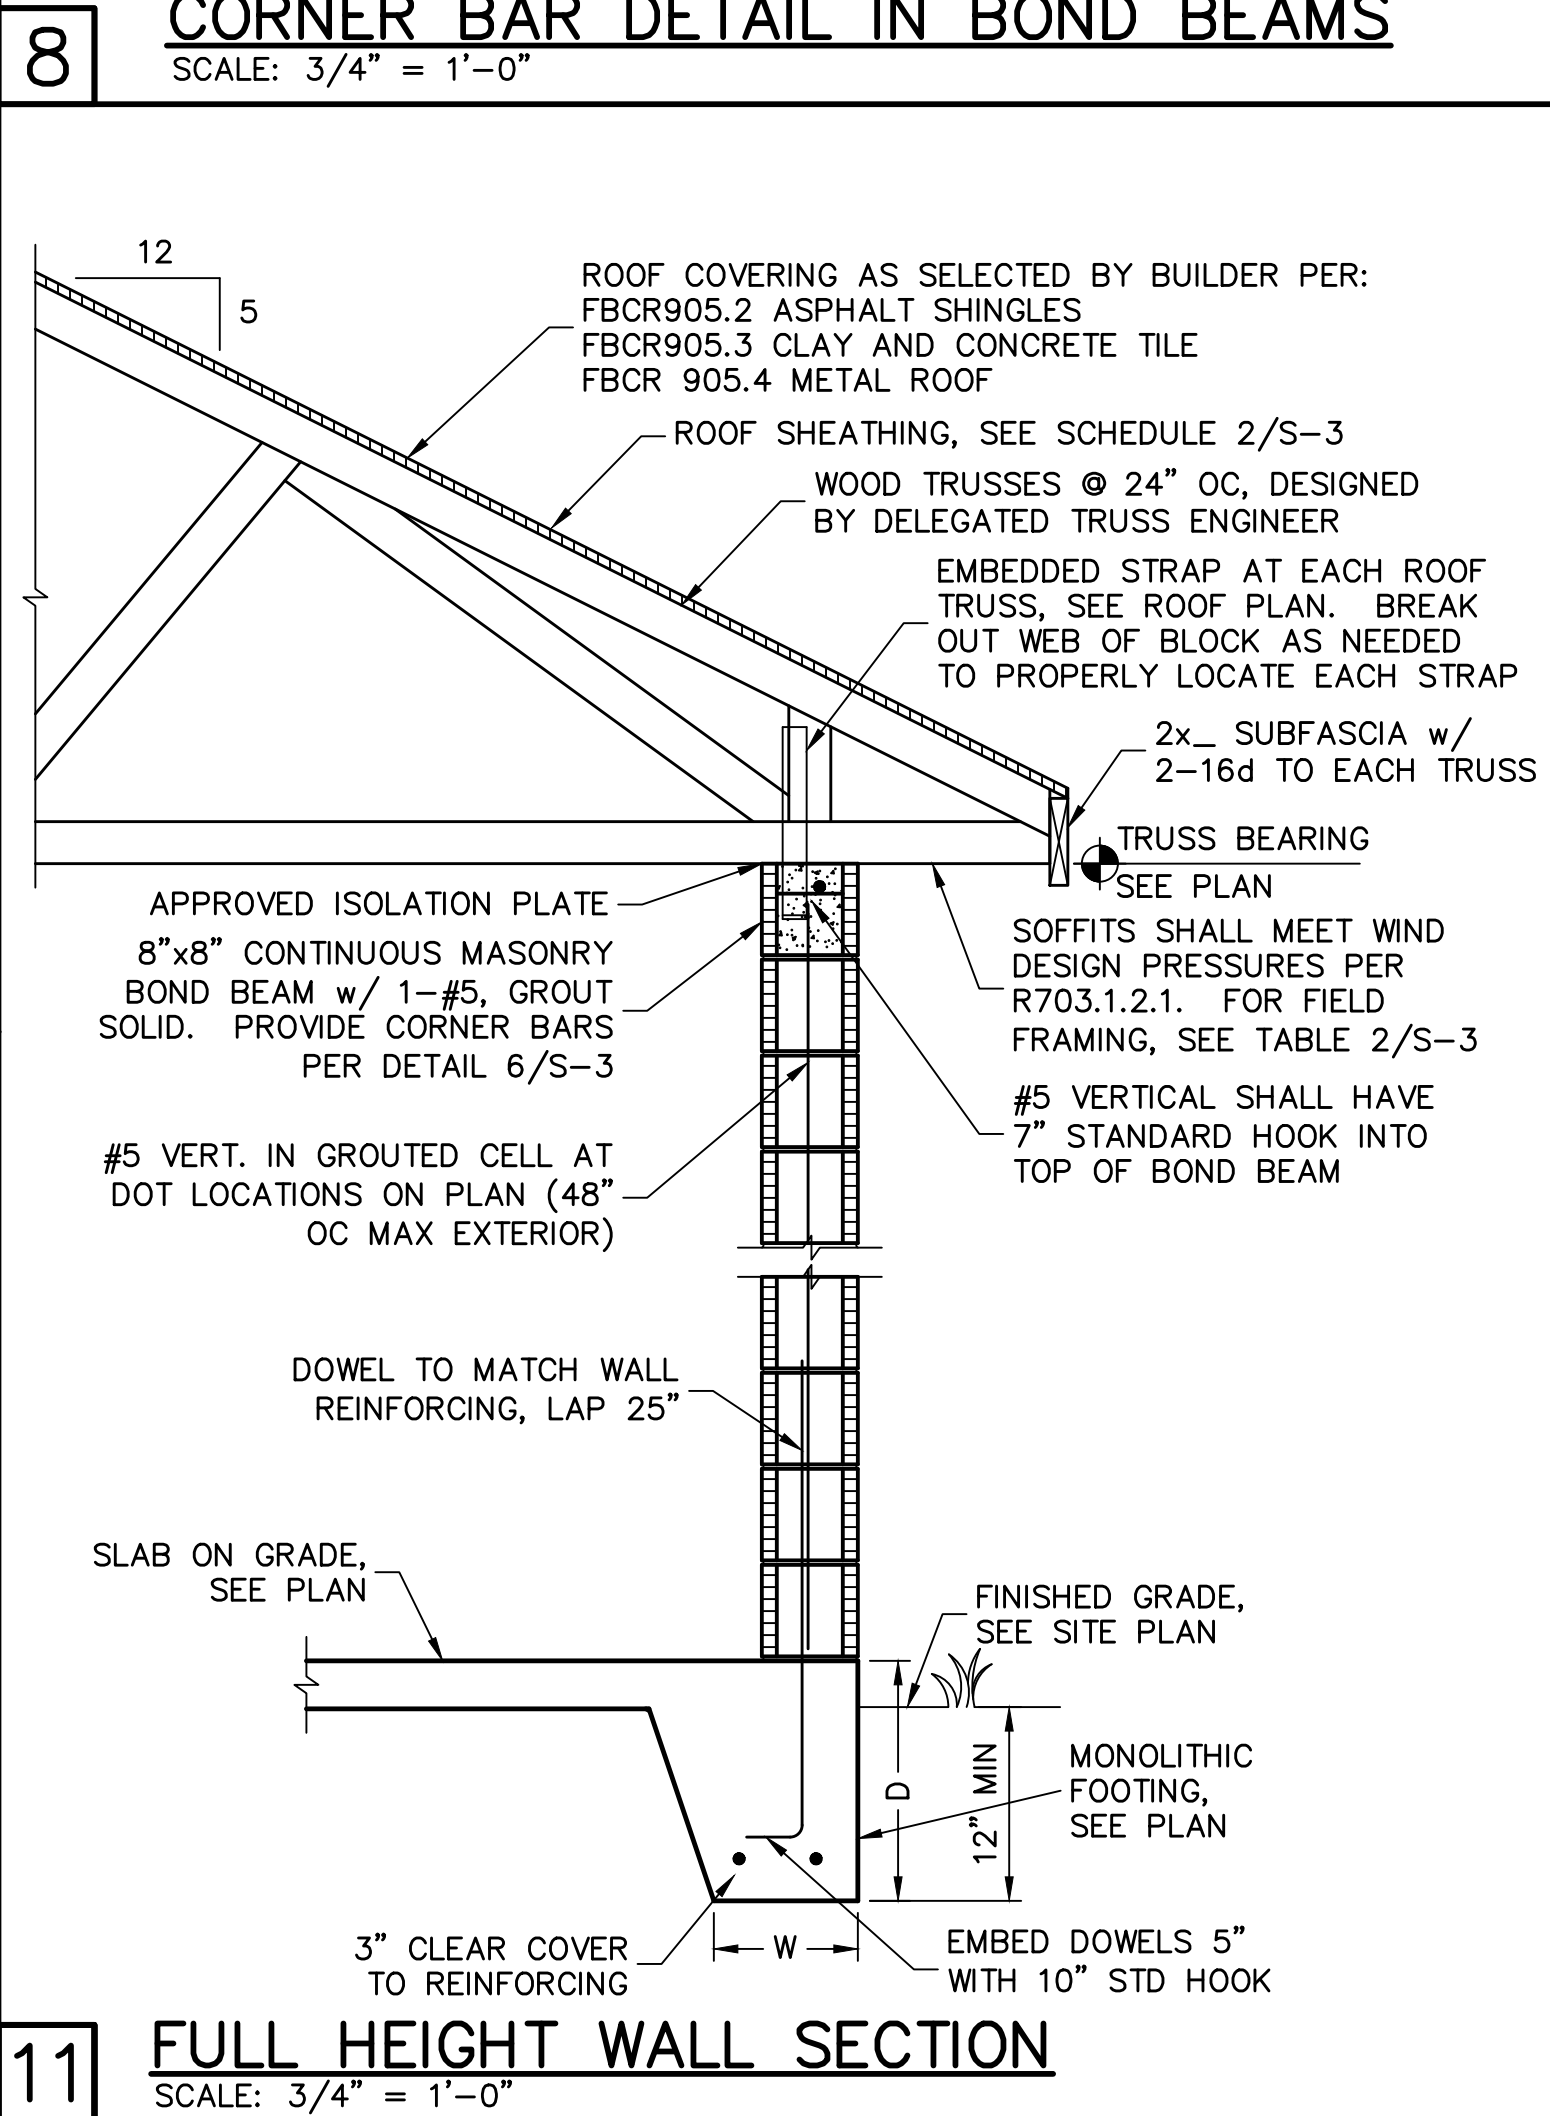 CORNER BAR DETAIL IN BOND BEAMS
8
SCALE: 3/4" = 1'-0"
12
5
ROOF COVERING AS SELECTED BY BUILDER PER:
FBCR905.2 ASPHALT SHINGLES
FBCR905.3 CLAY AND CONCRETE TILE
FBCR 905.4 METAL ROOF
ROOF SHEATHING, SEE SCHEDULE 2/S-3
WOOD TRUSSES @ 24" OC, DESIGNED
BY DELEGATED TRUSS ENGINEER
EMBEDDED STRAP AT EACH ROOF
TRUSS, SEE ROOF PLAN. BREAK
OUT WEB OF BLOCK AS NEEDED
TO PROPERLY LOCATE EACH STRAP
2x_ SUBFASCIA w/
2-16d TO EACH TRUSS
TRUSS BEARING
SEE PLAN
APPROVED ISOLATION PLATE
8"x8" CONTINUOUS MASONRY
BOND BEAM w/ 1-#5, GROUT
SOLID. PROVIDE CORNER BARS
PER DETAIL 6/S-3
SOFFITS SHALL MEET WIND
DESIGN PRESSURES PER
R703.1.2.1. FOR FIELD
FRAMING, SEE TABLE 2/S-3
#5 VERTICAL SHALL HAVE
7" STANDARD HOOK INTO
TOP OF BOND BEAM
#5 VERT. IN GROUTED CELL AT
DOT LOCATIONS ON PLAN (48"
OC MAX EXTERIOR)
DOWEL TO MATCH WALL
REINFORCING, LAP 25"
SLAB ON GRADE,
SEE PLAN
FINISHED GRADE,
SEE SITE PLAN
D
12" MIN
MONOLITHIC
FOOTING,
SEE PLAN
3" CLEAR COVER
TO REINFORCING
W
EMBED DOWELS 5"
WITH 10" STD HOOK
11
FULL HEIGHT WALL SECTION
SCALE: 3/4" = 1'-0"